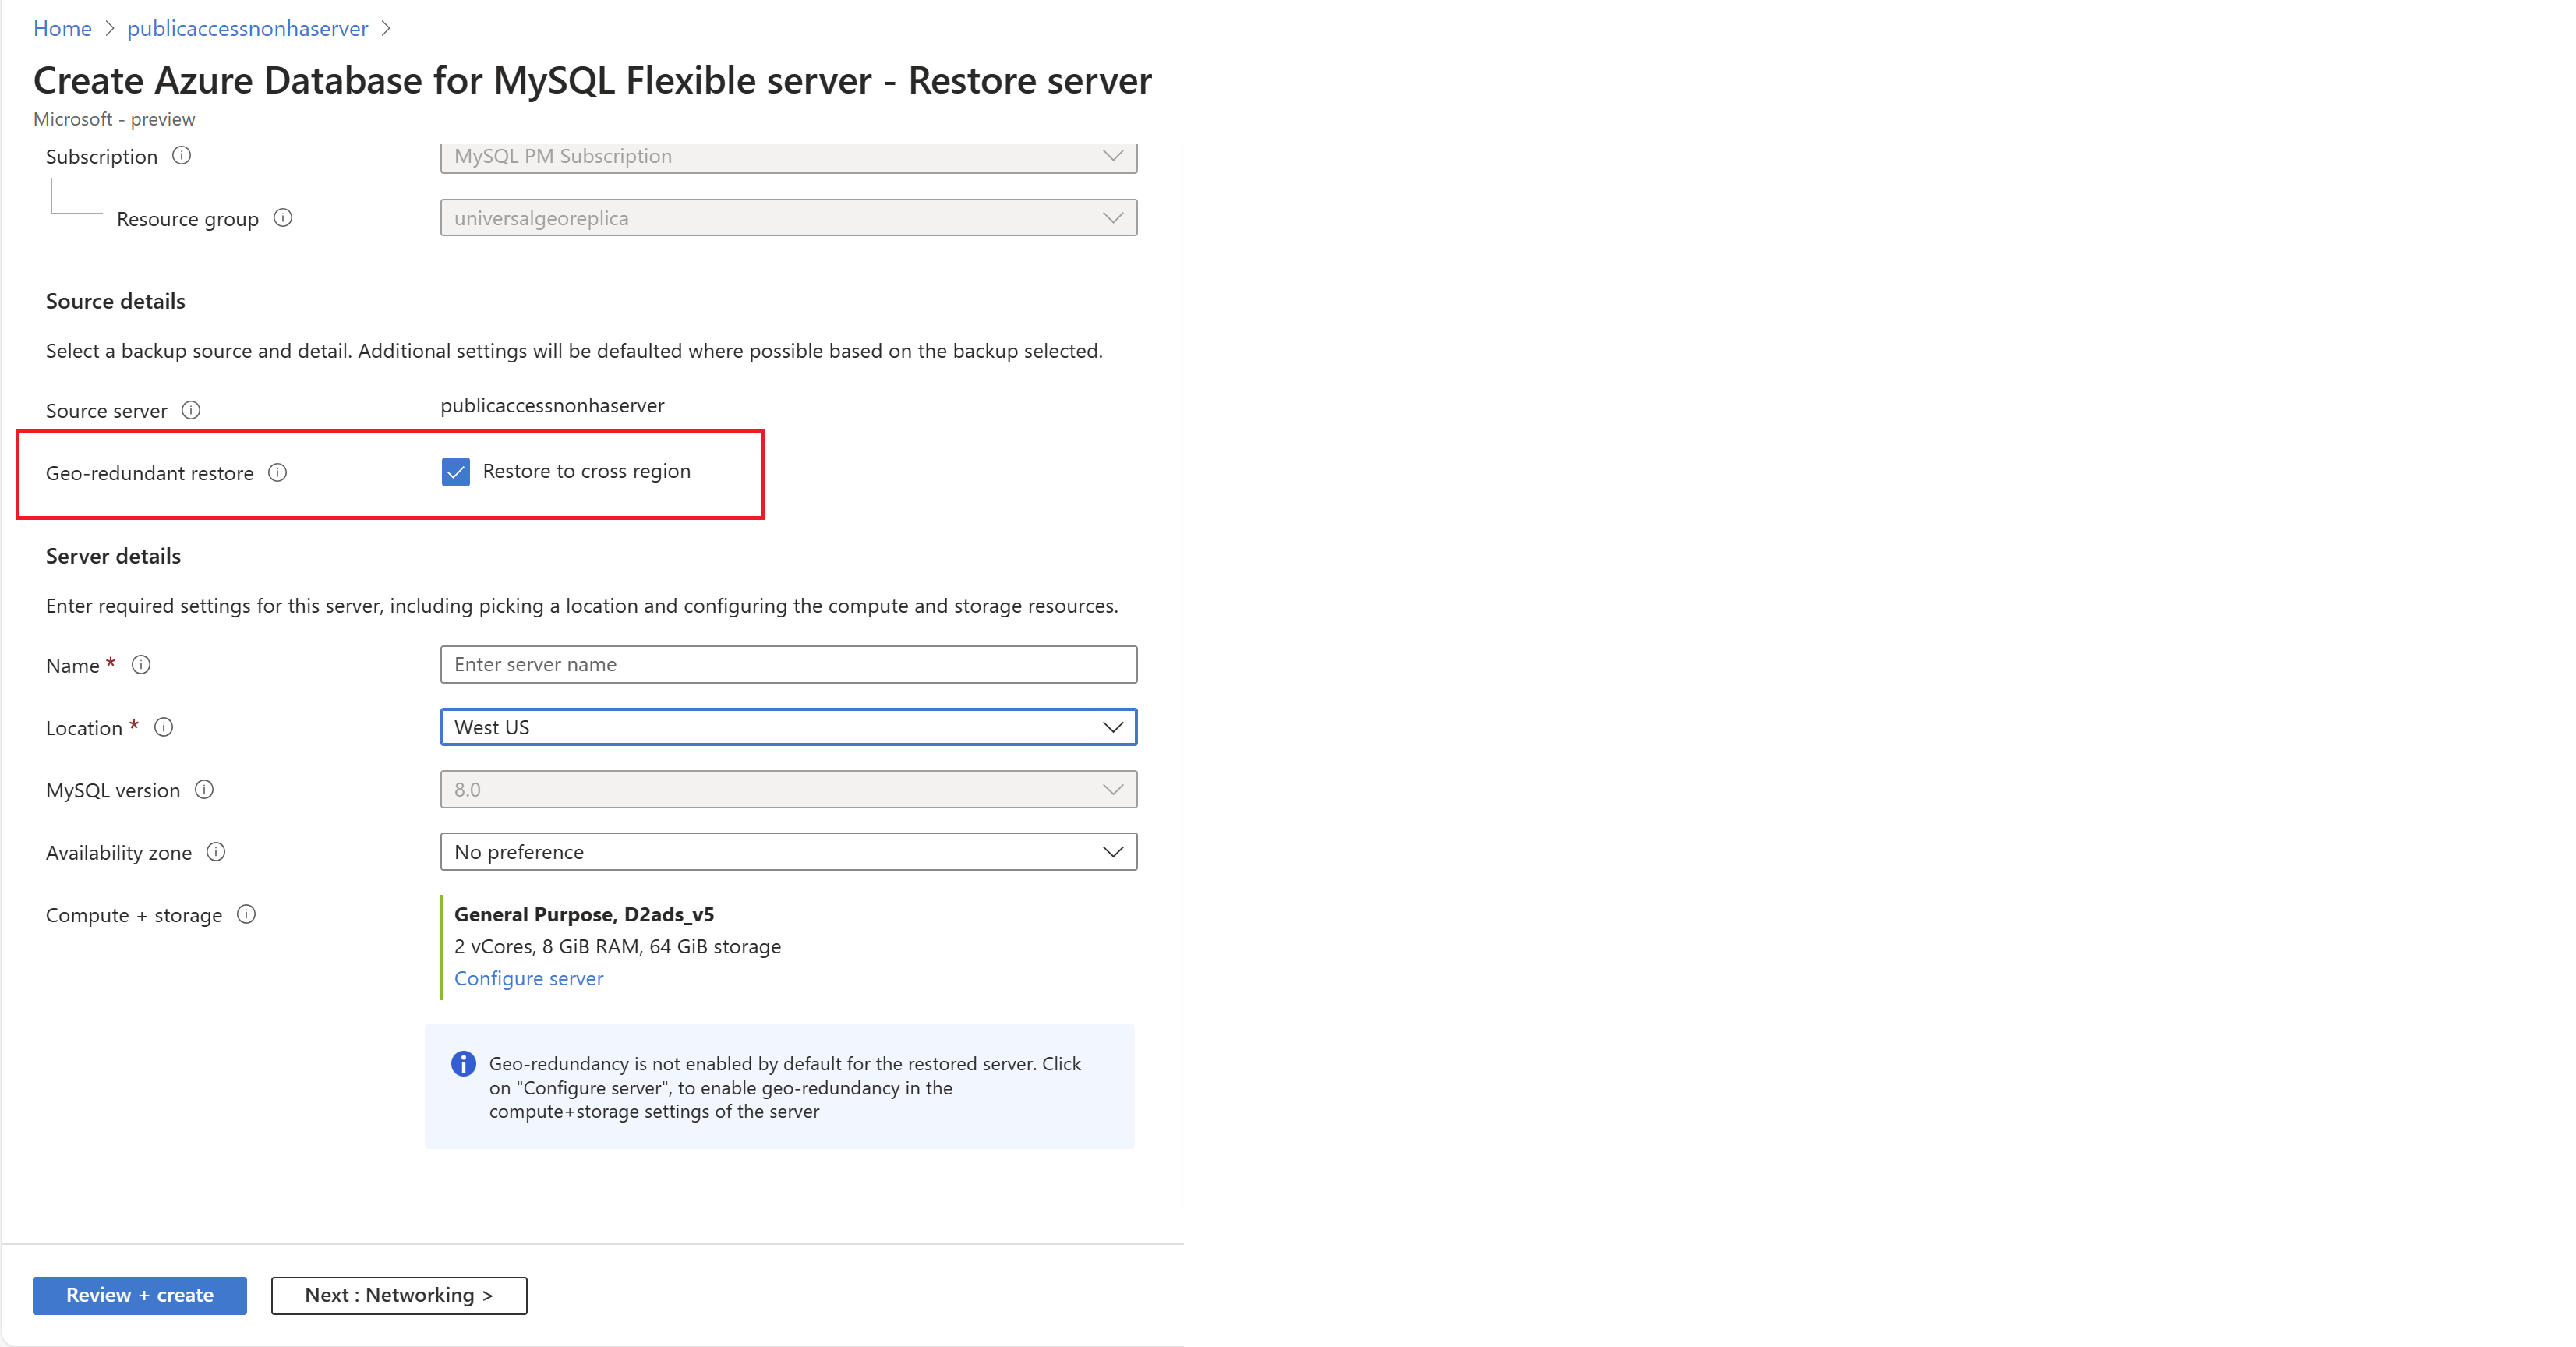 Home > publicaccessnonhaserver >
Create Azure Database for MySQL Flexible server - Restore server
Microsoft - preview
Subscription MySQL PM Subscription
Resource group universalgeoreplica
Source details
Select a backup source and detail. Additional settings will be defaulted where possible based on the backup selected.
Source server publicaccessnonhaserver
Geo-redundant restore Restore to cross region
Server details
Enter required settings for this server, including picking a location and configuring the compute and storage resources.
Name * Enter server name
Location * West US
MySQL version 8.0
Availability zone No preference
Compute + storage General Purpose, D2ads_v5
2 vCores, 8 GiB RAM, 64 GiB storage
Configure server
Geo-redundancy is not enabled by default for the restored server. Click
on "Configure server", to enable geo-redundancy in the
compute+storage settings of the server
Review + create Next : Networking >